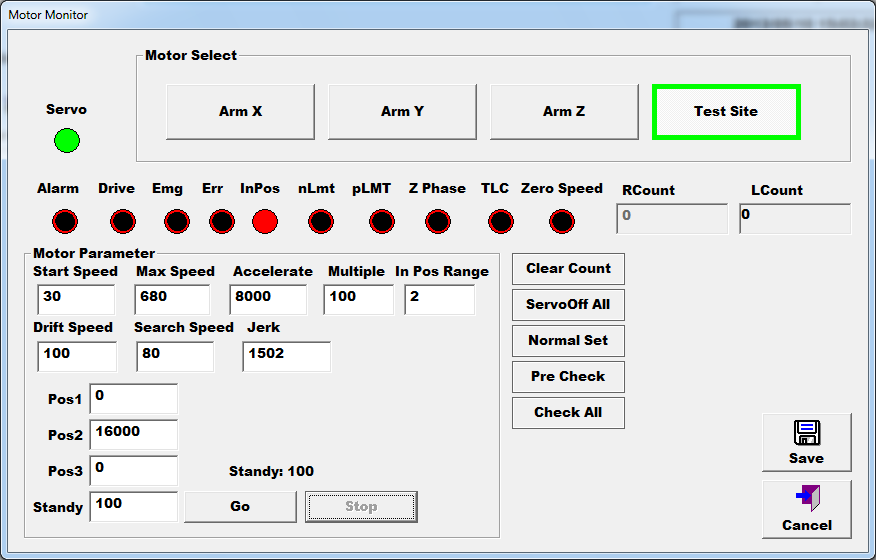 Motor Monitor
Motor Select
Servo
Arm X Arm Y Arm Z Test Site
Alarm Drive Emg Err InPos nLmt pLMT Z Phase TLC Zero Speed RCount LCount
0 0
Motor Parameter
Start Speed Max Speed Accelerate Multiple In Pos Range
30 680 8000 100 2
Drift Speed Search Speed Jerk
100 80 1502
Pos1 0
Pos2 16000
Pos3 0 Standy: 100
Standy 100 Go Stop
Clear Count
ServoOff All
Normal Set
Pre Check
Check All
Save
Cancel